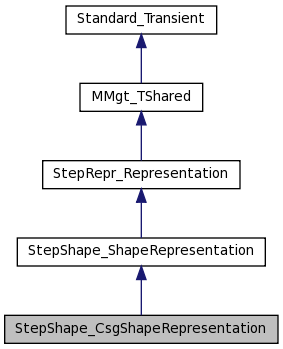 Standard_Transient
MMgt_TShared
StepRepr_Representation
StepShape_ShapeRepresentation
StepShape_CsgShapeRepresentation